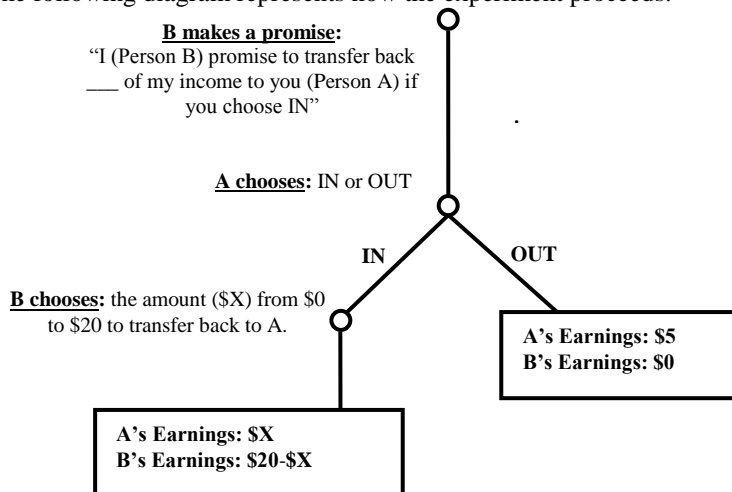 The following diagram represents how the experiment proceeds.
B makes a promise:
“I (Person B) promise to transfer back
___ of my income to you (Person A) if
you choose IN”
A chooses: IN or OUT
IN
OUT
B chooses: the amount ($X) from $0
to $20 to transfer back to A.
A’s Earnings: $5
B’s Earnings: $0
A’s Earnings: $X
B’s Earnings: $20-$X